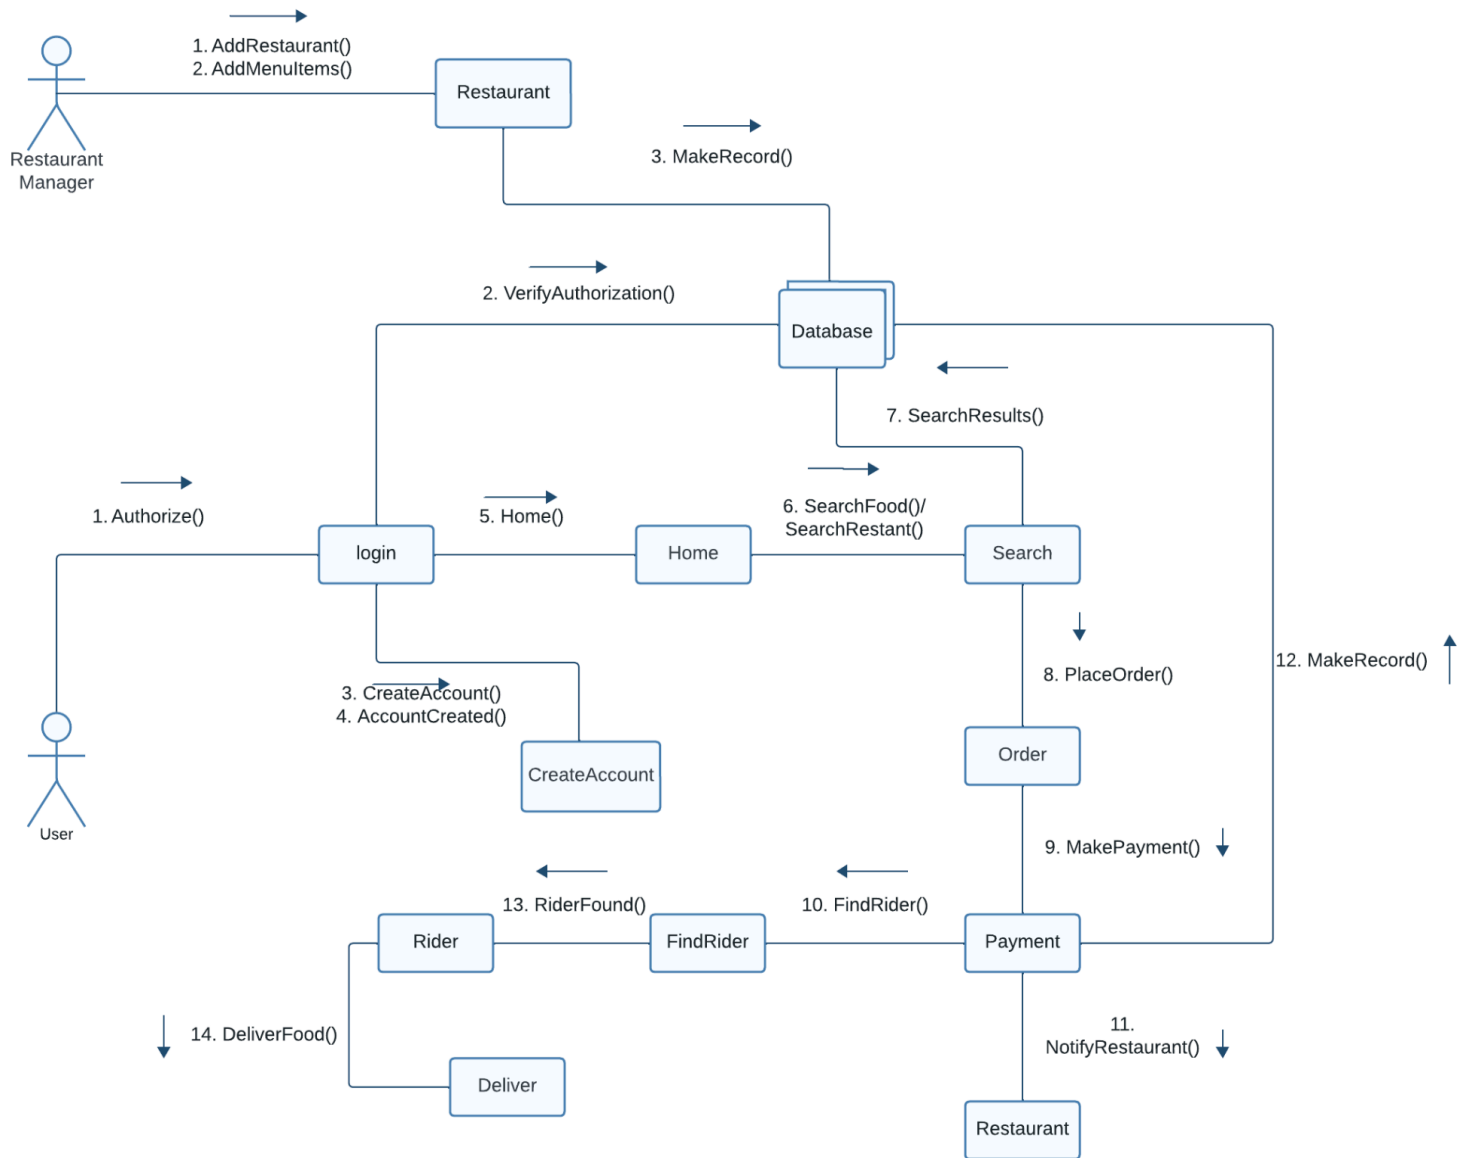 1. AddRestaurant()
2. AddMenuItems()
Restaurant
Restaurant
Manager
3. MakeRecord()
2. VerifyAuthorization()
Database
7. SearchResults()
1. Authorize()
5. Home()
6. SearchFood()/
SearchRestant()
login
Home
Search
3. CreateAccount()
4. AccountCreated()
8. PlaceOrder()
12. MakeRecord()
CreateAccount
Order
User
9. MakePayment()
13. RiderFound()
10. FindRider()
Rider
FindRider
Payment
14. DeliverFood()
11.
NotifyRestaurant()
Deliver
Restaurant